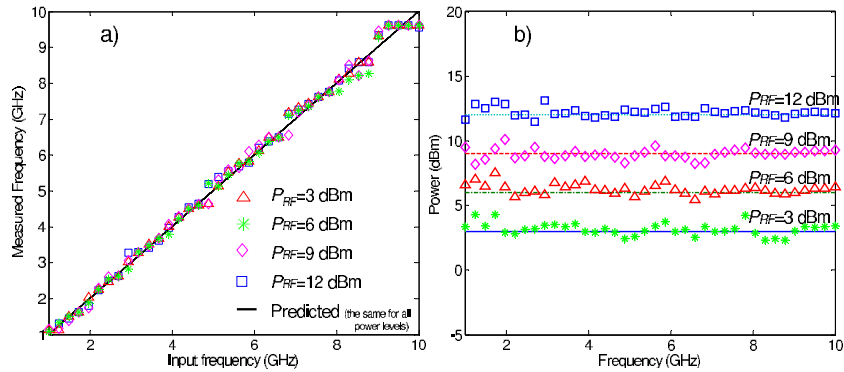 a)
10
9
8
7
6
5
4
3
2
1
Measured Frequency (GHz)
2
4
6
8
10
Input frequency (GHz)
P_RF=3 dBm
P_RF=6 dBm
P_RF=9 dBm
P_RF=12 dBm
Predicted (the same for all power levels)
b)
20
15
10
5
0
-5
Power (dBm)
2
4
6
8
10
Frequency (GHz)
P_RF=12 dBm
P_RF=9 dBm
P_RF=6 dBm
P_RF=3 dBm